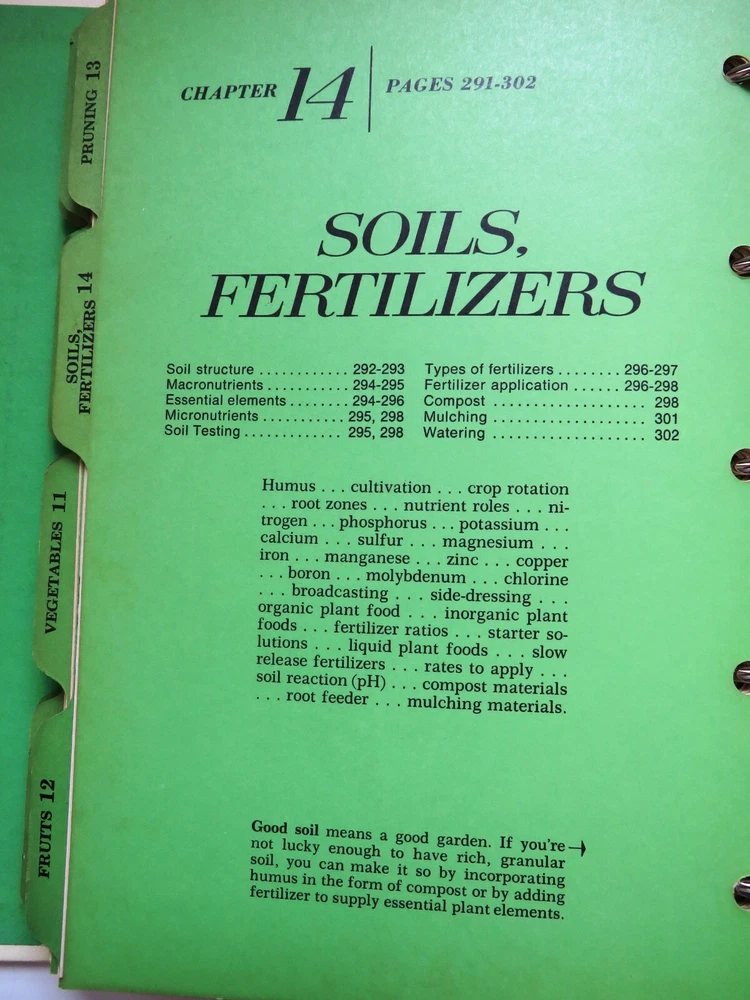 CHAPTER 14 PAGES 291-302
SOILS,
FERTILIZERS
Soil structure ............ 292-293
Macronutrients ........... 294-295
Essential elements ........ 294-296
Micronutrients ........... 295, 298
Soil Testing ............. 295, 298
Types of fertilizers ........ 296-297
Fertilizer application ...... 296-298
Compost .................... 298
Mulching .................... 301
Watering .................... 302
Humus . . . cultivation . . . crop rotation
. . . root zones . . . nutrient roles . . . ni-
trogen . . . phosphorus . . . potassium . . .
calcium . . . sulfur . . . magnesium . . .
iron . . . manganese . . . zinc . . . copper
. . . boron . . . molybdenum . . . chlorine
. . . broadcasting . . . side-dressing . . .
organic plant food . . . inorganic plant
foods . . . fertilizer ratios . . . starter so-
lutions . . . liquid plant foods . . . slow
release fertilizers . . . rates to apply . . .
soil reaction (pH) . . . compost materials
. . . root feeder . . . mulching materials.
Good soil means a good garden. If you're→
not lucky enough to have rich, granular
soil, you can make it so by incorporating
humus in the form of compost or by adding
fertilizer to supply essential plant elements.
PRUNING 13
SOILS,
FERTILIZERS 14
VEGETABLES 11
FRUITS 12